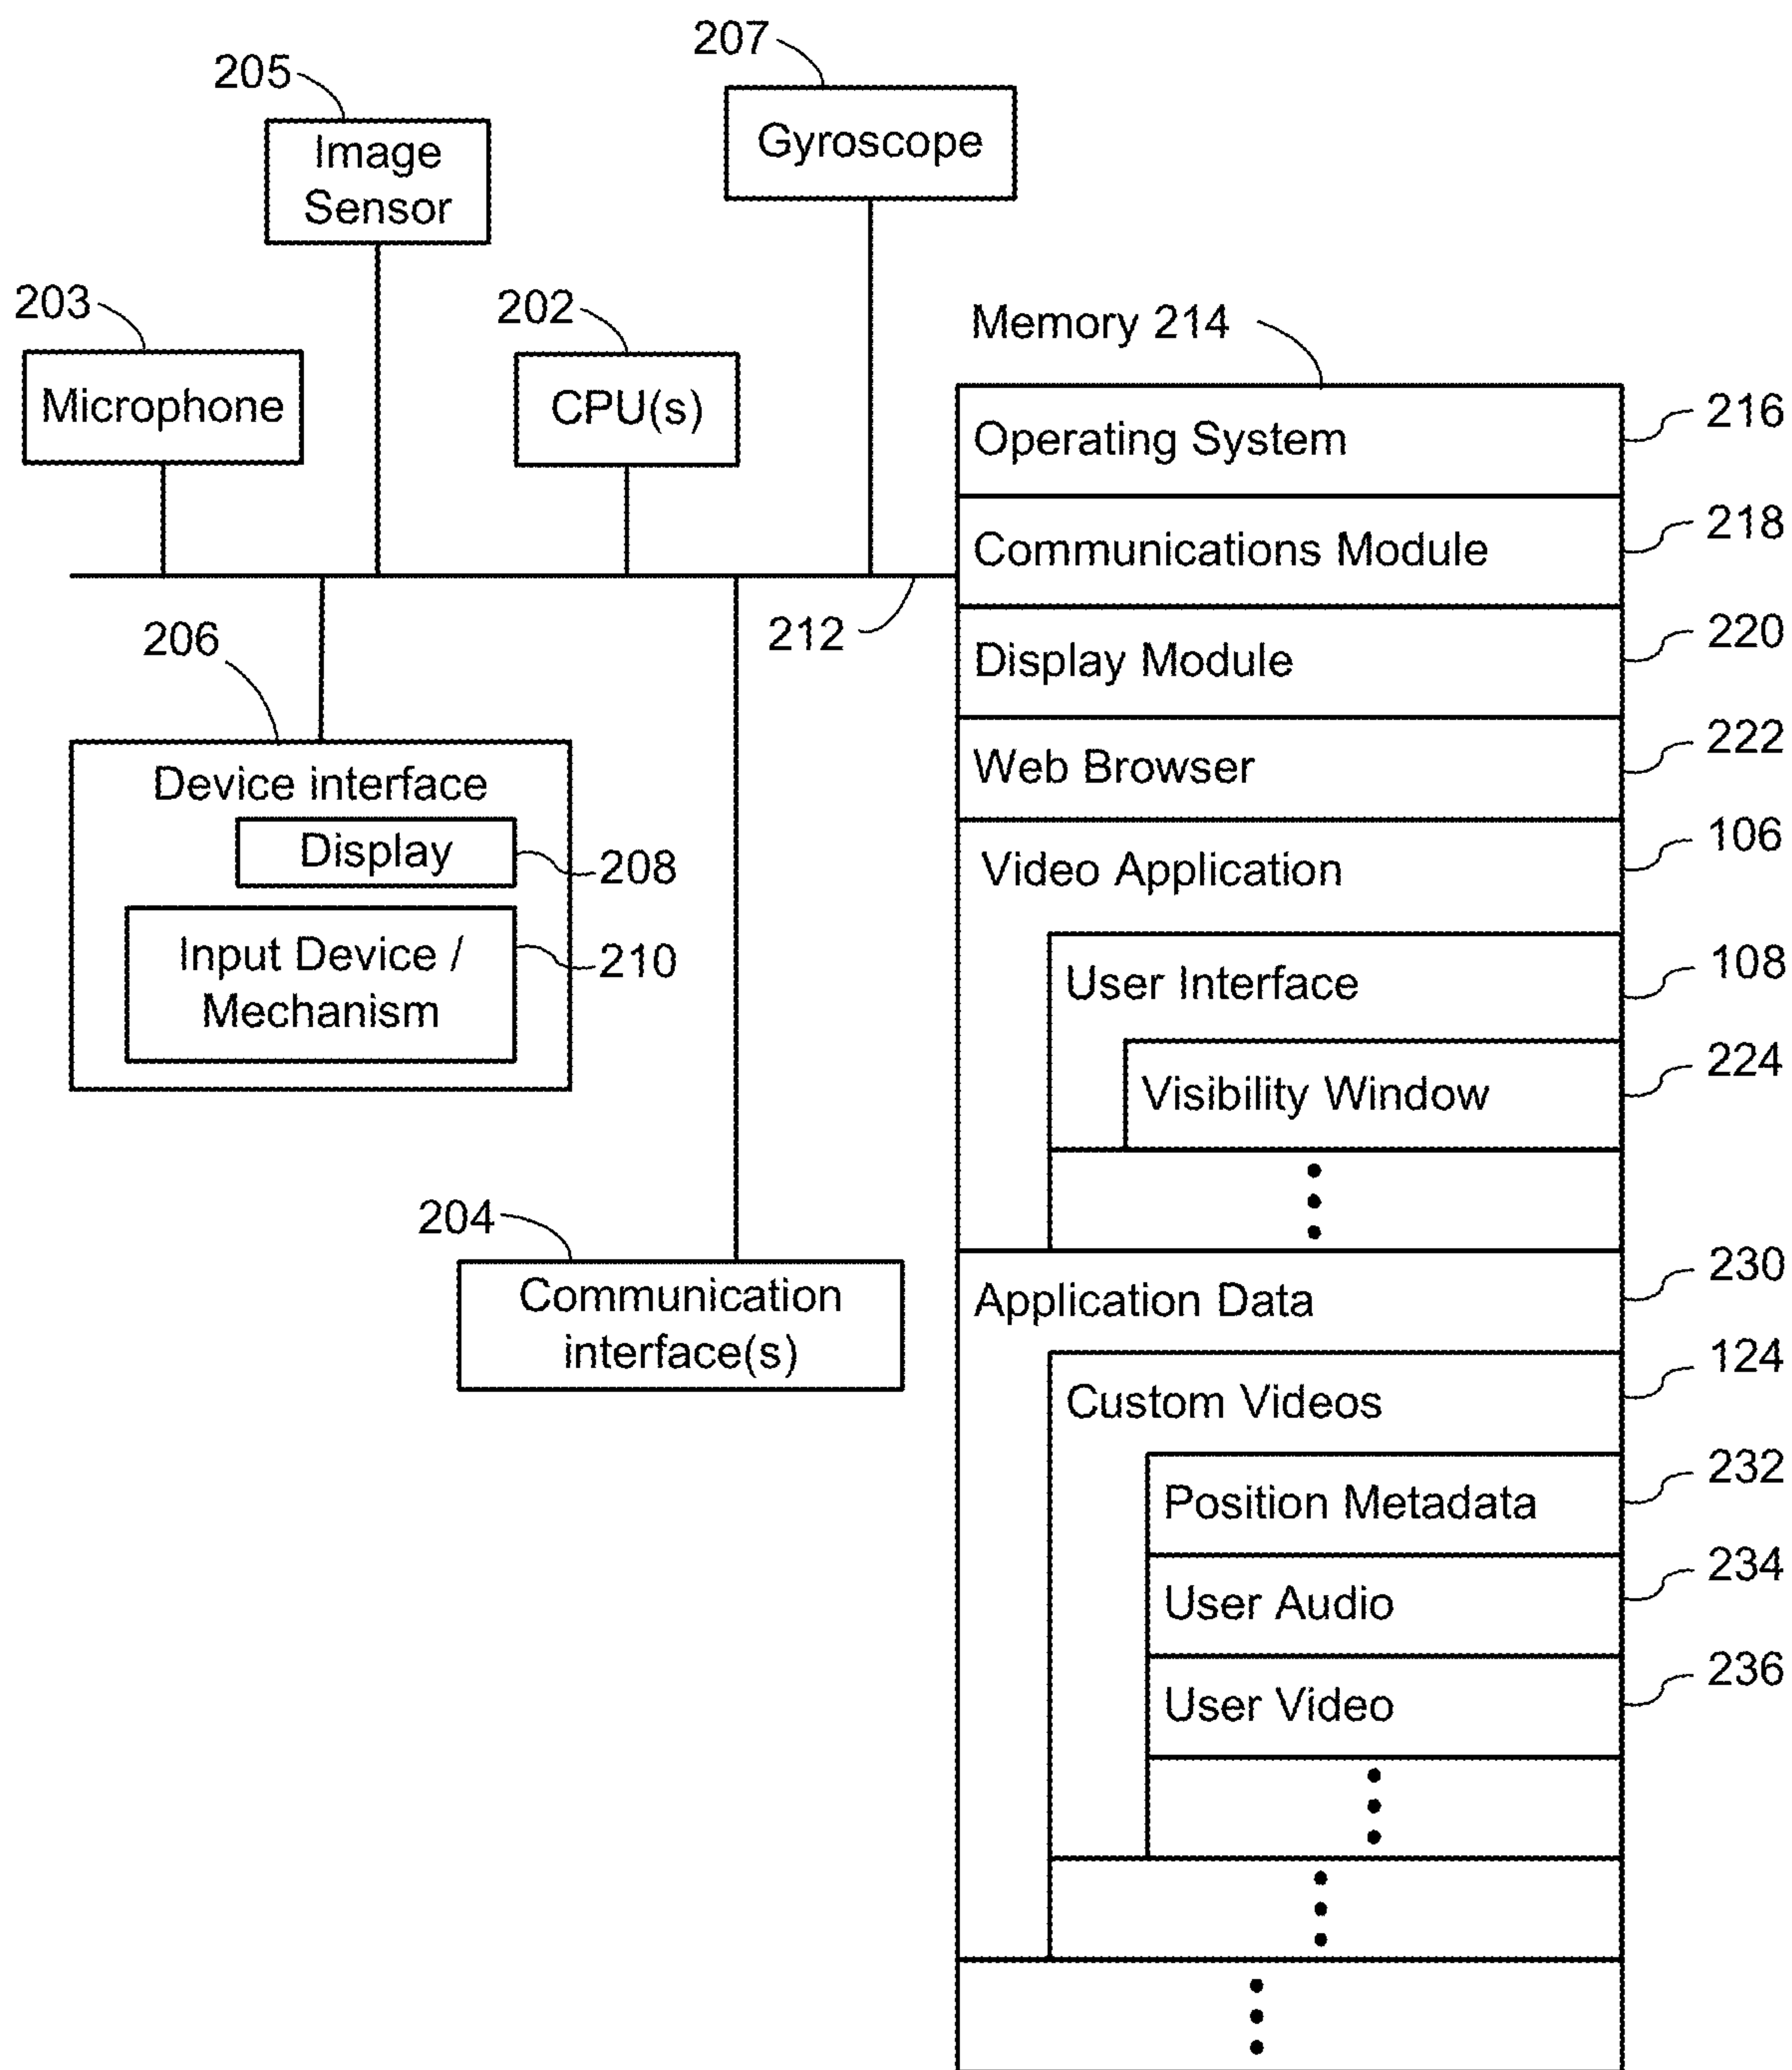 207
205
Gyroscope
Image
Sensor
203
202
Memory 214
Microphone
CPU(s)
Operating System
216
Communications Module
218
212
206
Display Module
220
Web Browser
222
Device interface
Display
208
Video Application
106
Input Device /
Mechanism
210
User Interface
108
Visibility Window
224
204
Communication
interface(s)
Application Data
230
Custom Videos
124
Position Metadata
232
User Audio
234
User Video
236